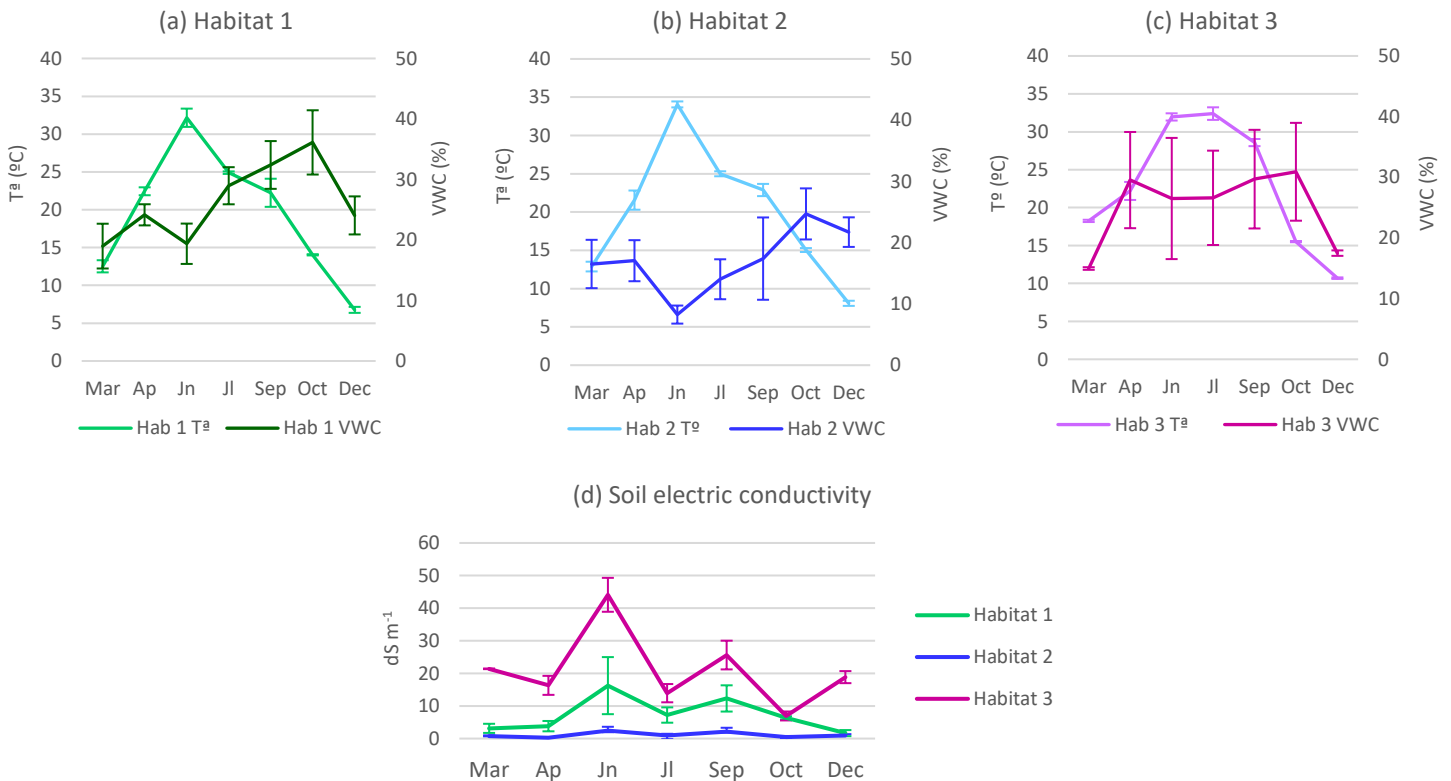 (a) Habitat 1
40
35
30
25
20
15
10
5
0
Tª (ºC)
50
40
30
20
10
0
VWC (%)
Mar Ap Jn Jl Sep Oct Dec
Hab 1 Tª Hab 1 VWC
(b) Habitat 2
40
35
30
25
20
15
10
5
0
Tª (ºC)
50
40
30
20
10
0
VWC (%)
Mar Ap Jn Jl Sep Oct Dec
Hab 2 Tº Hab 2 VWC
(c) Habitat 3
40
35
30
25
20
15
10
5
0
Tº (ºC)
50
40
30
20
10
0
VWC (%)
Mar Ap Jn Jl Sep Oct Dec
Hab 3 Tª Hab 3 VWC
(d) Soil electric conductivity
60
50
40
30
20
10
0
dS m⁻¹
Mar Ap Jn Jl Sep Oct Dec
Habitat 1
Habitat 2
Habitat 3